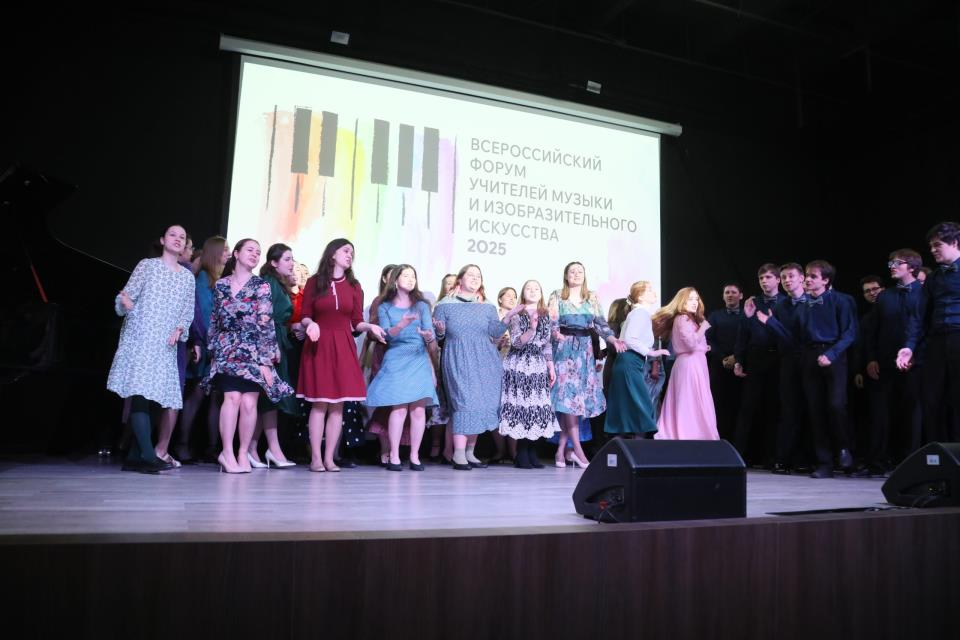 ВСЕРОССИЙСКИЙ
ФОРУМ
УЧИТЕЛЕЙ МУЗЫКИ
И ИЗОБРАЗИТЕЛЬНОГО
ИСКУССТВА
2025